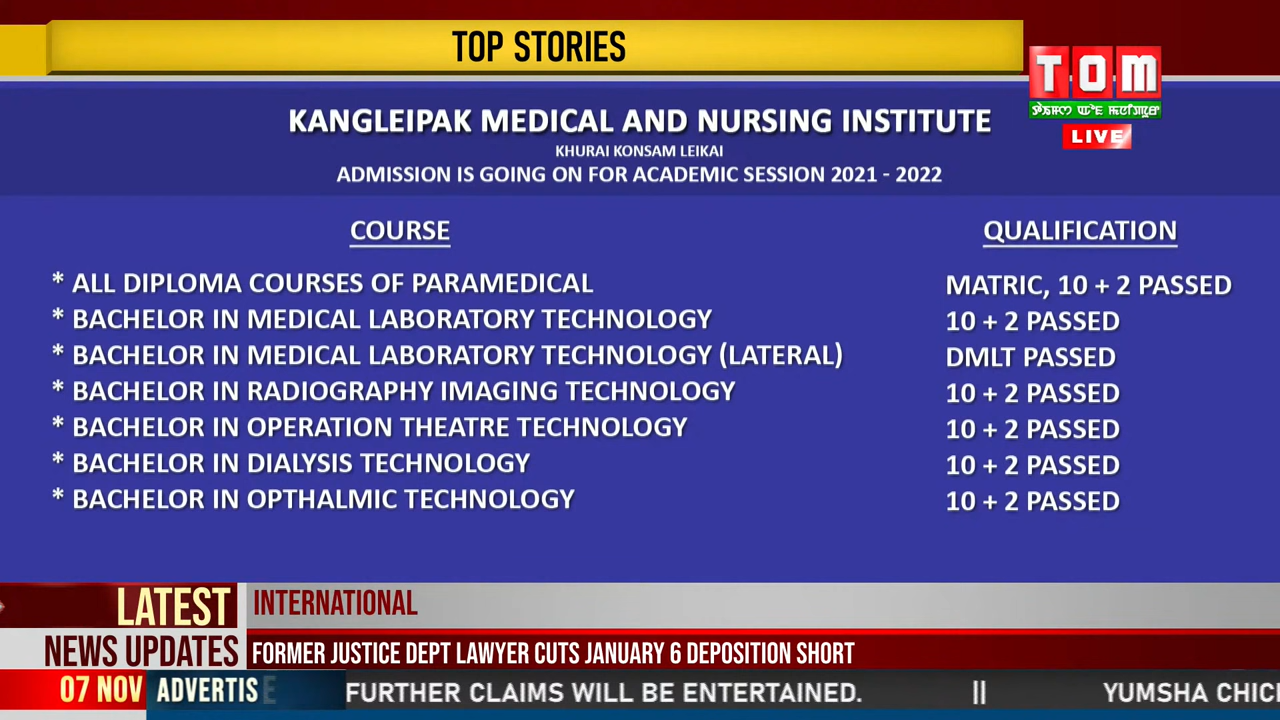 TOP STORIES
TOM
LIVE
KANGLEIPAK MEDICAL AND NURSING INSTITUTE
KHURAI KONSAM LEIKAI
ADMISSION IS GOING ON FOR ACADEMIC SESSION 2021 - 2022
COURSE QUALIFICATION
* ALL DIPLOMA COURSES OF PARAMEDICAL MATRIC, 10 + 2 PASSED
* BACHELOR IN MEDICAL LABORATORY TECHNOLOGY 10 + 2 PASSED
* BACHELOR IN MEDICAL LABORATORY TECHNOLOGY (LATERAL) DMLT PASSED
* BACHELOR IN RADIOGRAPHY IMAGING TECHNOLOGY 10 + 2 PASSED
* BACHELOR IN OPERATION THEATRE TECHNOLOGY 10 + 2 PASSED
* BACHELOR IN DIALYSIS TECHNOLOGY 10 + 2 PASSED
* BACHELOR IN OPTHALMIC TECHNOLOGY 10 + 2 PASSED
LATEST INTERNATIONAL
NEWS UPDATES FORMER JUSTICE DEPT LAWYER CUTS JANUARY 6 DEPOSITION SHORT
07 NOV ADVERTISE FURTHER CLAIMS WILL BE ENTERTAINED. || YUMSHA CHIC